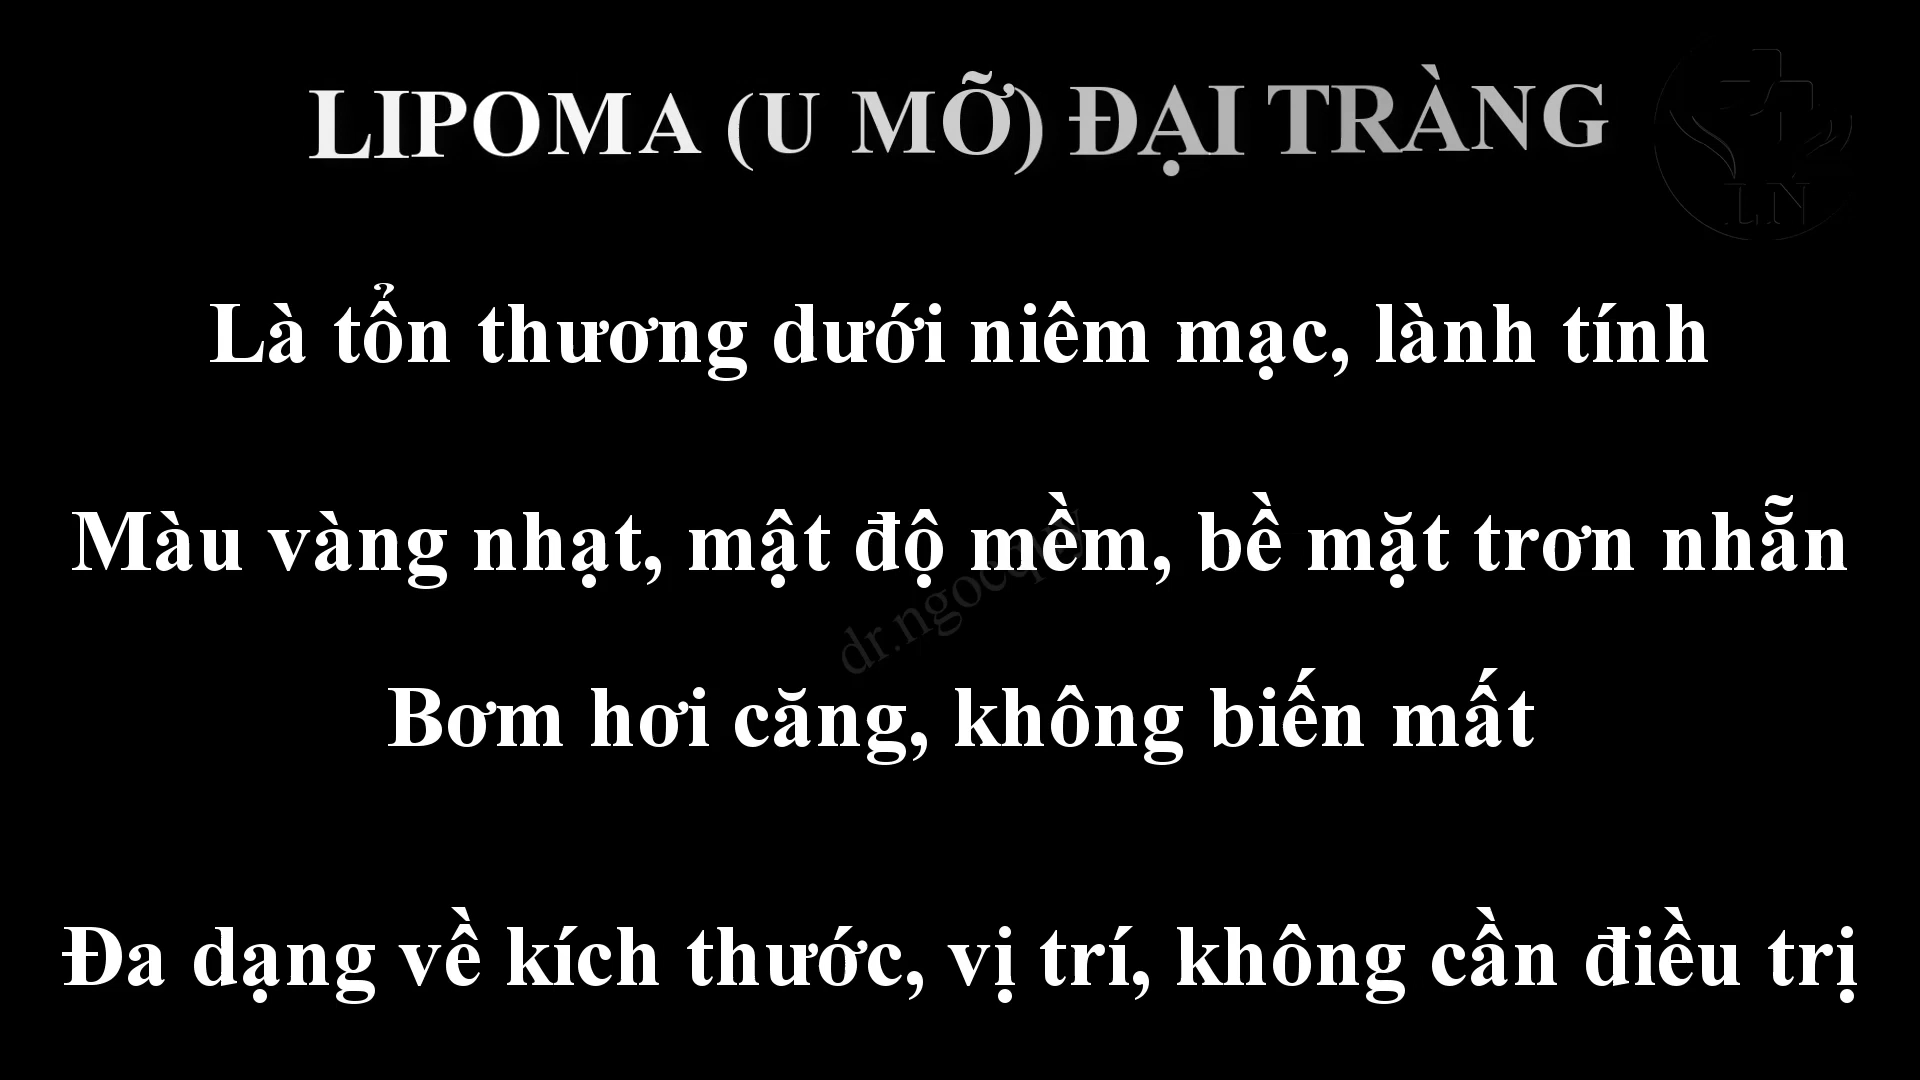 LIPOMA (U MỠ) ĐẠI TRÀNG
LN
Là tổn thương dưới niêm mạc, lành tính
Màu vàng nhạt, mật độ mềm, bề mặt trơn nhẵn
Bơm hơi căng, không biến mất
Đa dạng về kích thước, vị trí, không cần điều trị